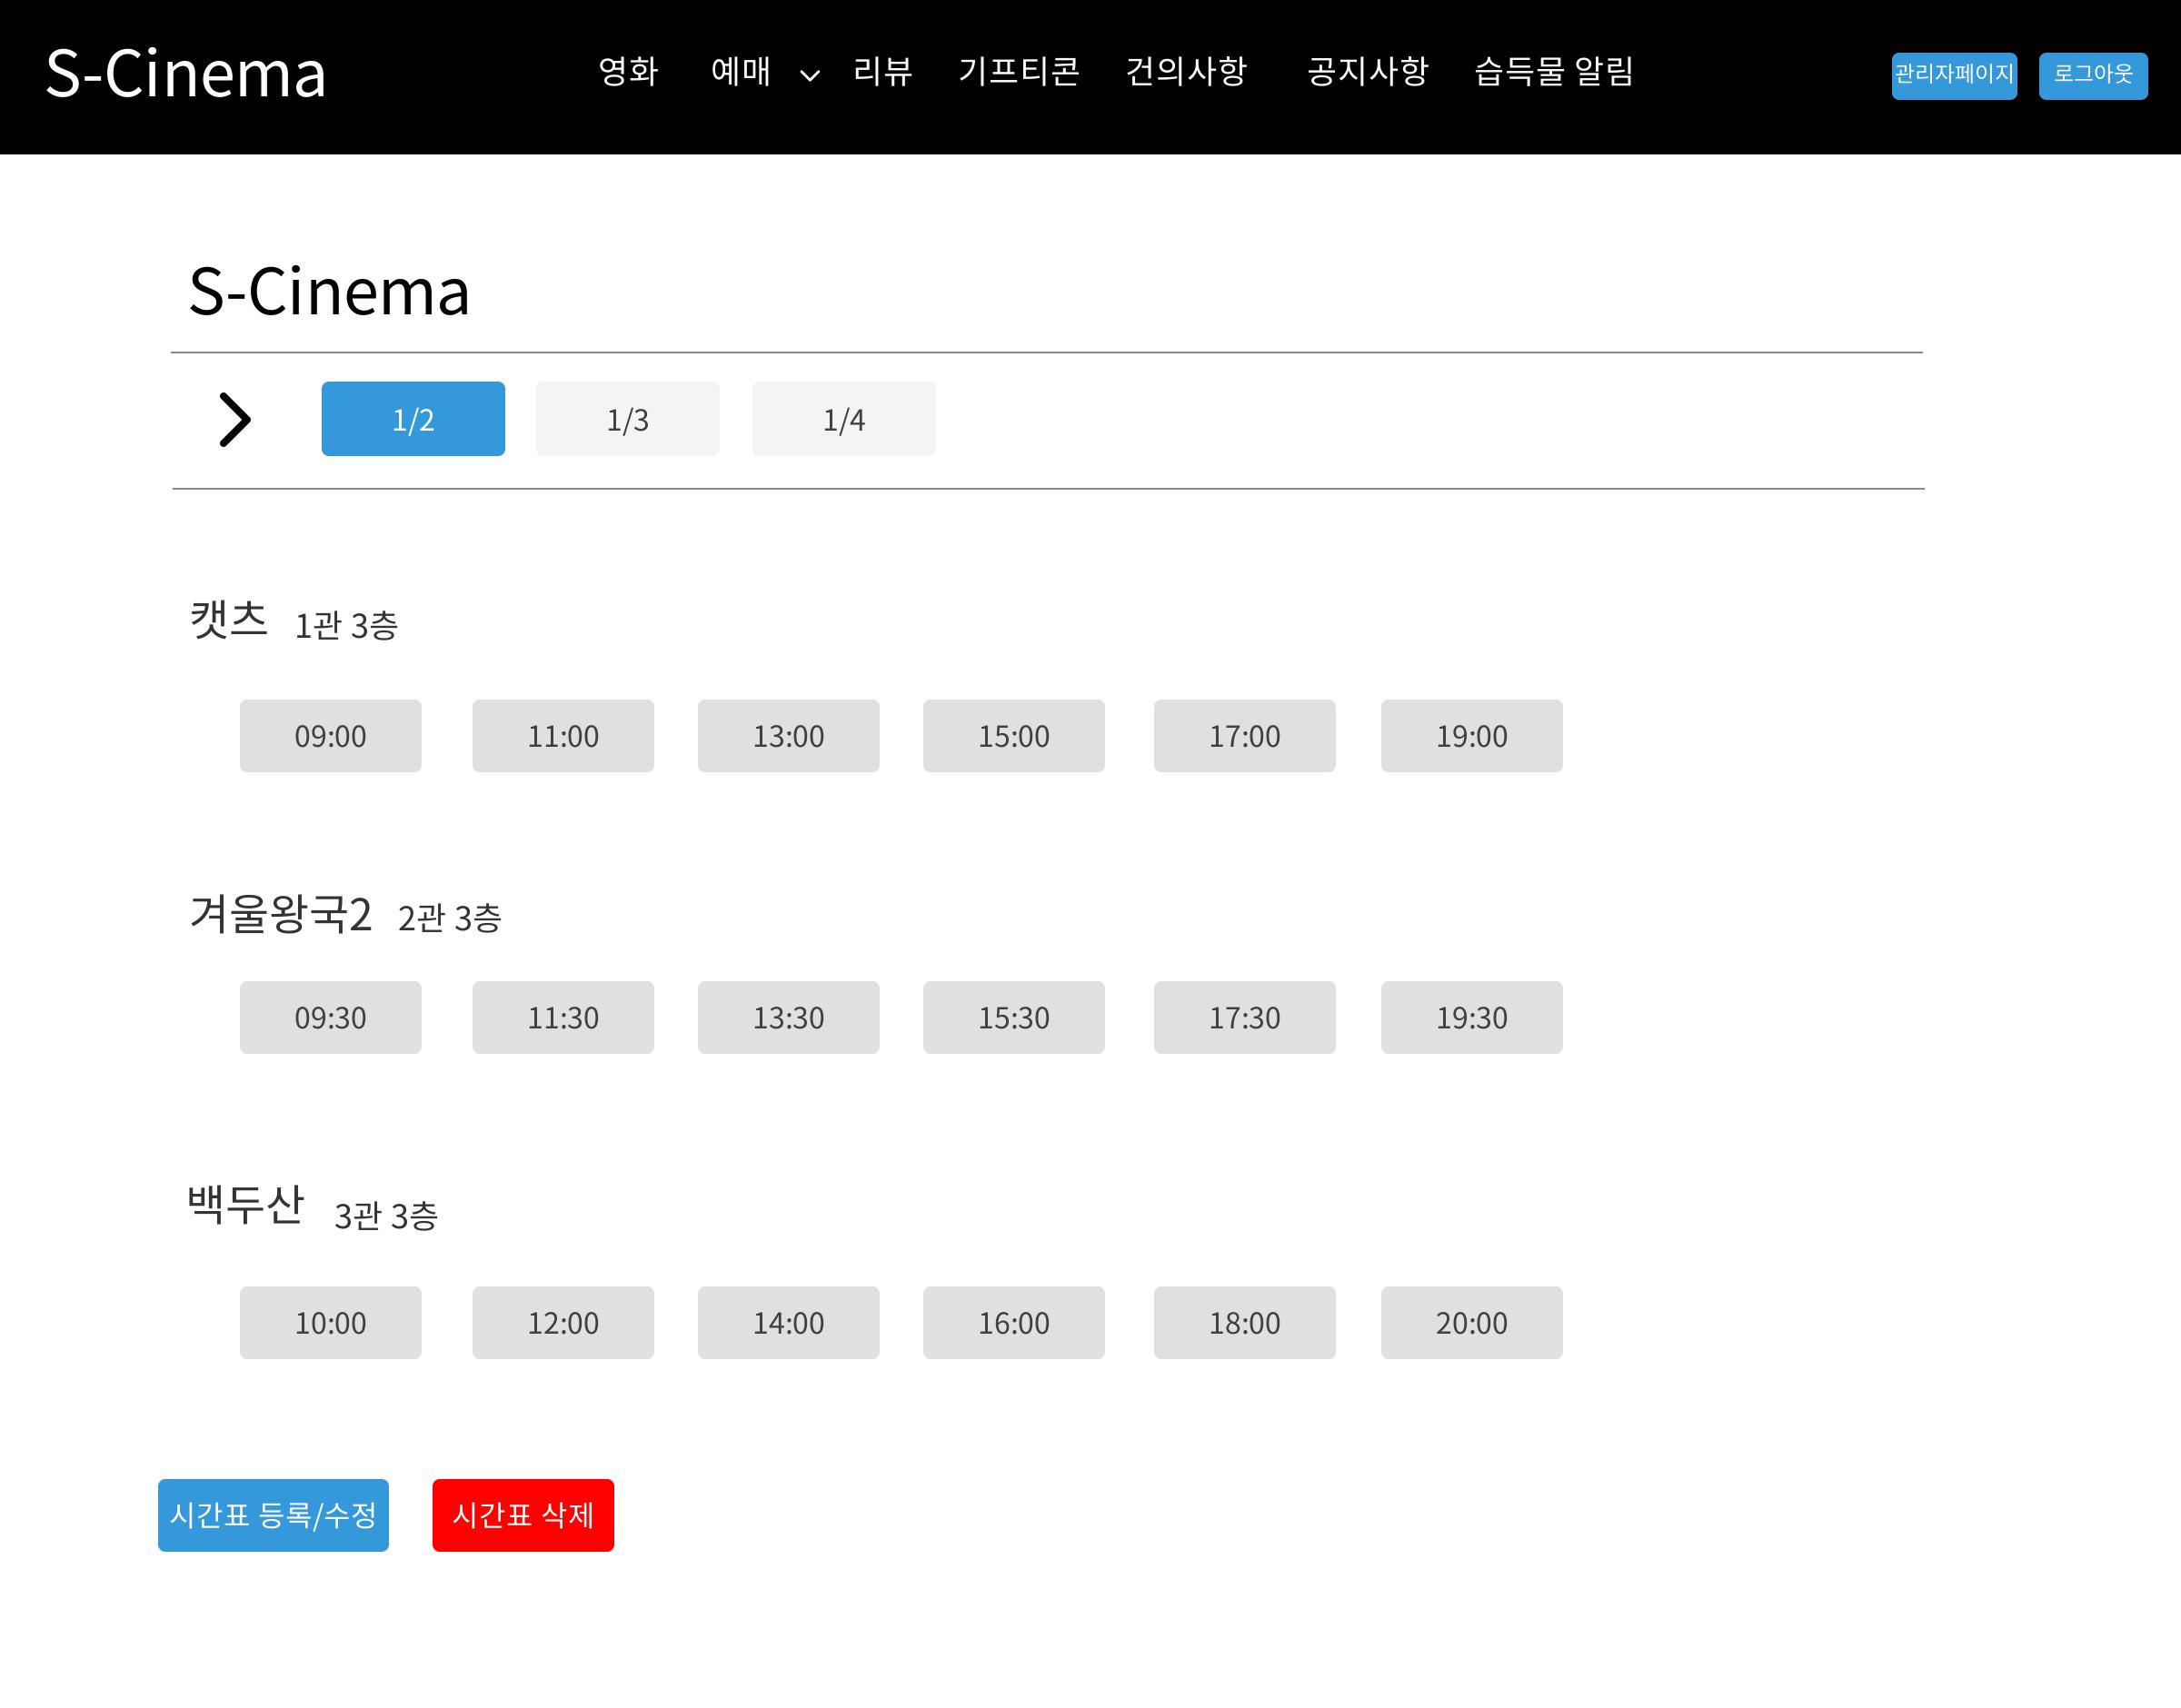 S-Cinema 영화 예매 리뷰 기프티콘 건의사항 공지사항 습득물 알림 관리자페이지 로그아웃
S-Cinema
1/2 1/3 1/4
캣츠 1관 3층
09:00 11:00 13:00 15:00 17:00 19:00
겨울왕국2 2관 3층
09:30 11:30 13:30 15:30 17:30 19:30
백두산 3관 3층
10:00 12:00 14:00 16:00 18:00 20:00
시간표 등록/수정 시간표 삭제